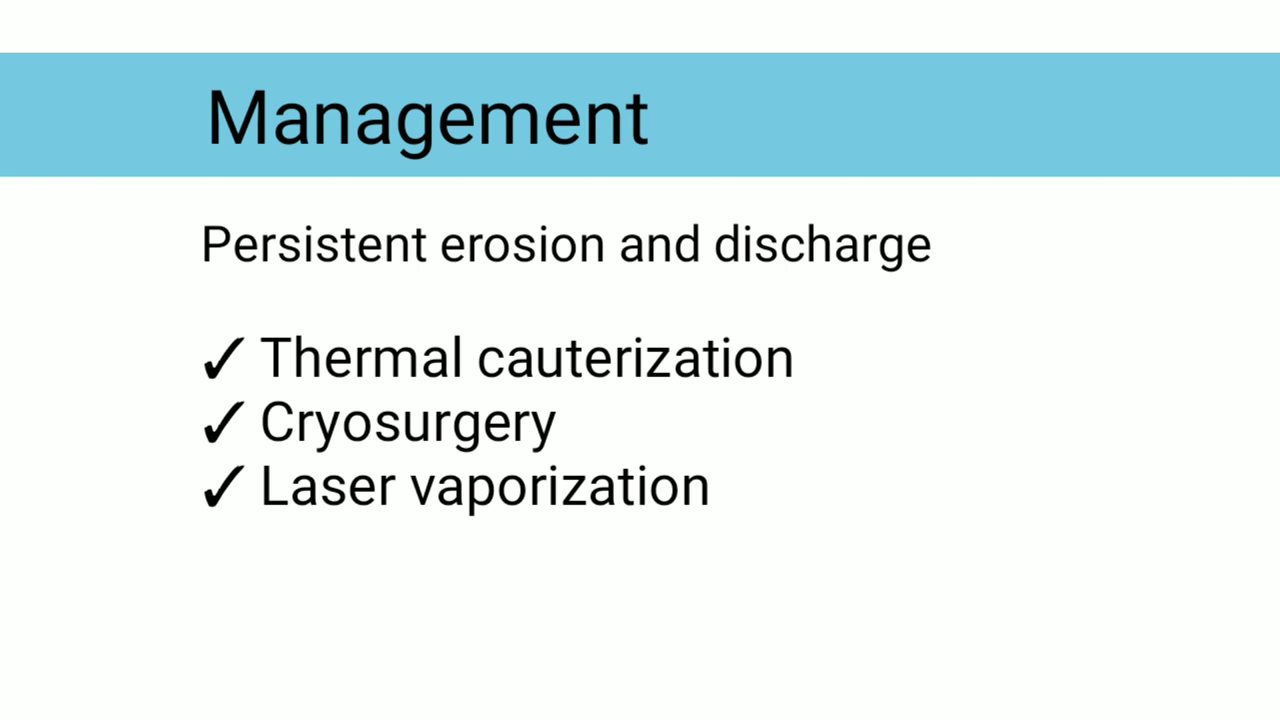 Management
Persistent erosion and discharge
✓ Thermal cauterization
✓ Cryosurgery
✓ Laser vaporization